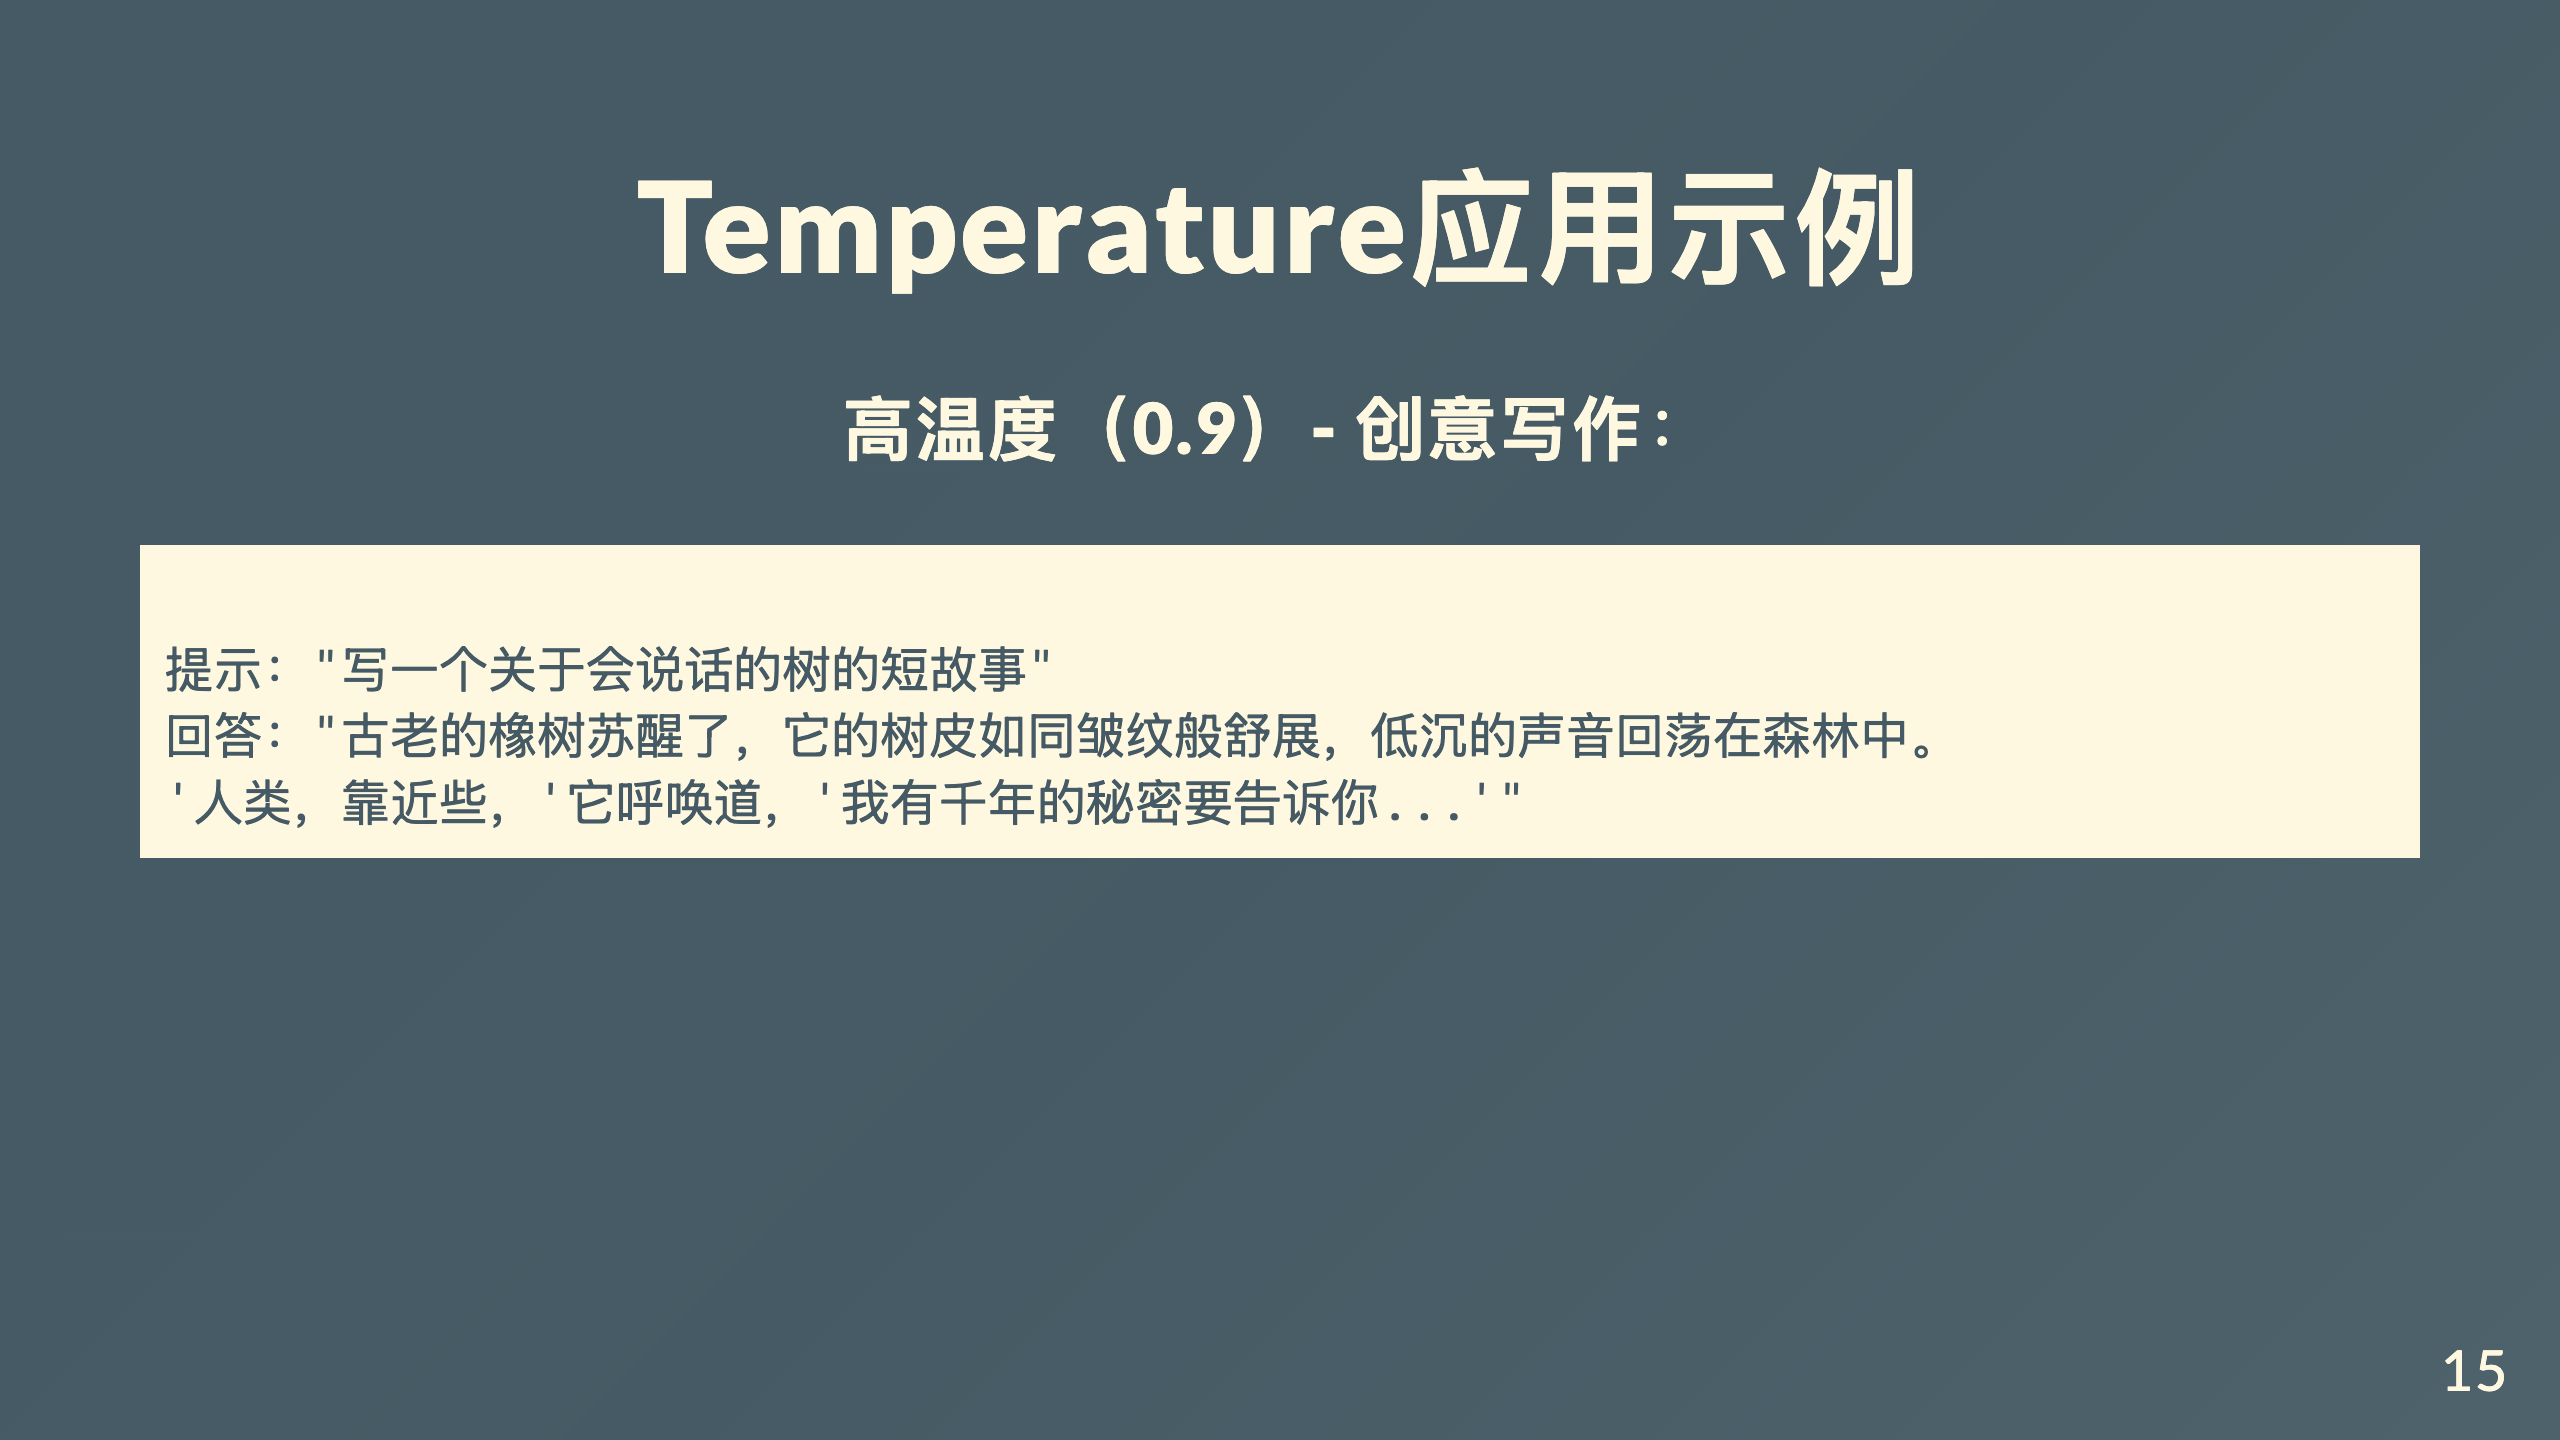 Temperature应用示例
高温度（0.9）- 创意写作：
提示："写一个关于会说话的树的短故事"
回答："古老的橡树苏醒了，它的树皮如同皱纹般舒展，低沉的声音回荡在森林中。
'人类，靠近些，'它呼唤道，'我有千年的秘密要告诉你...'"
15